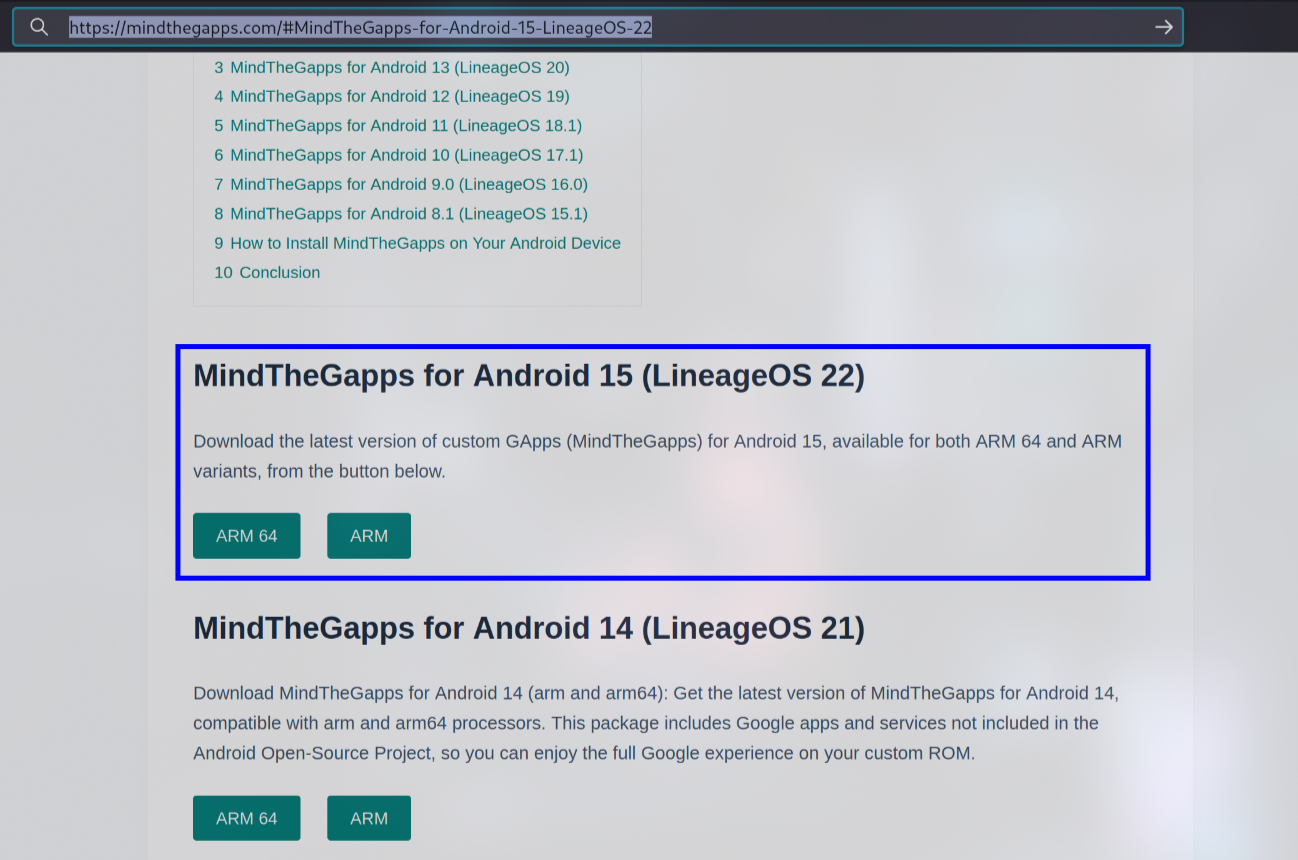 https://mindthegapps.com/#MindTheGapps-for-Android-15-LineageOS-22
3 MindTheGapps for Android 13 (LineageOS 20)
4 MindTheGapps for Android 12 (LineageOS 19)
5 MindTheGapps for Android 11 (LineageOS 18.1)
6 MindTheGapps for Android 10 (LineageOS 17.1)
7 MindTheGapps for Android 9.0 (LineageOS 16.0)
8 MindTheGapps for Android 8.1 (LineageOS 15.1)
9 How to Install MindTheGapps on Your Android Device
10 Conclusion
MindTheGapps for Android 15 (LineageOS 22)
Download the latest version of custom GApps (MindTheGapps) for Android 15, available for both ARM 64 and ARM
variants, from the button below.
ARM 64 ARM
MindTheGapps for Android 14 (LineageOS 21)
Download MindTheGapps for Android 14 (arm and arm64): Get the latest version of MindTheGapps for Android 14,
compatible with arm and arm64 processors. This package includes Google apps and services not included in the
Android Open-Source Project, so you can enjoy the full Google experience on your custom ROM.
ARM 64 ARM